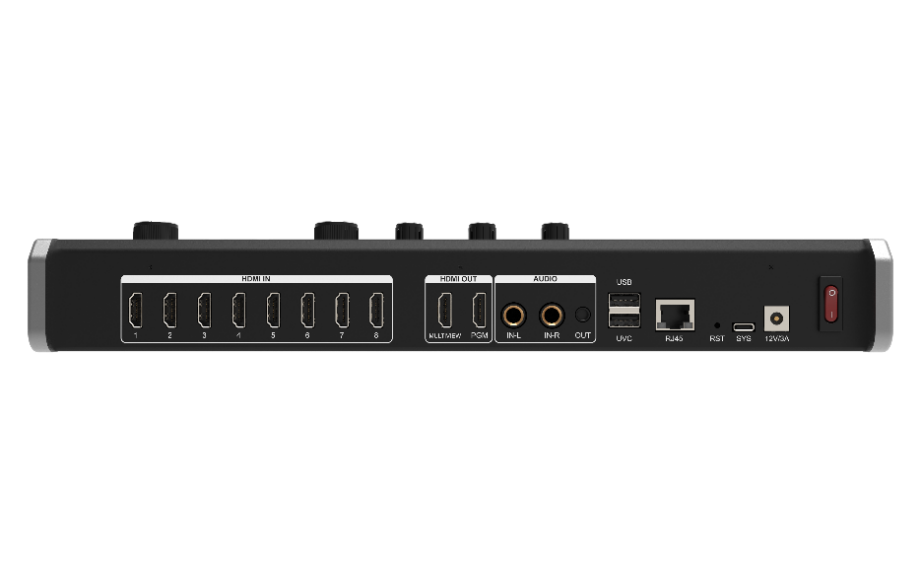 HDMI IN
1 2 3 4 5 6 7 8
HDMI OUT
MULTIVIEW PGM
AUDIO
IN-L IN-R OUT
USB
UVC
RJ45
RST
SYS
12V/3A
O
I